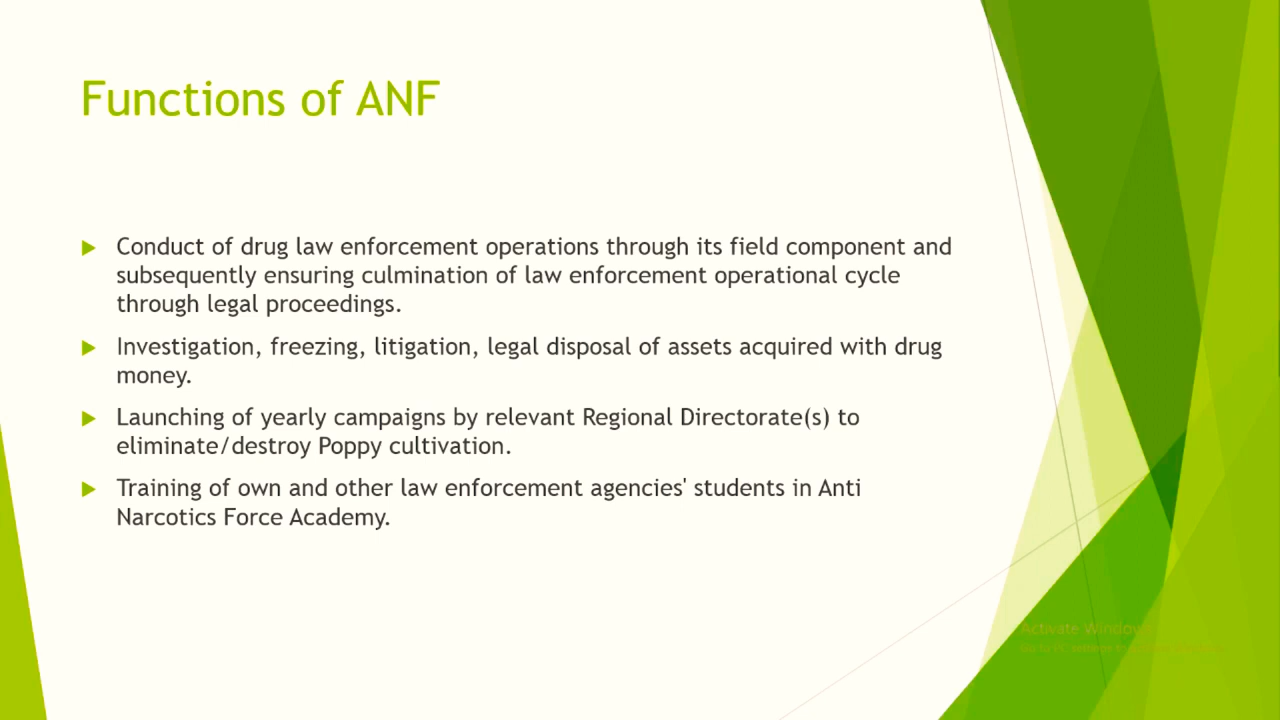 Functions of ANF
Conduct of drug law enforcement operations through its field component and
subsequently ensuring culmination of law enforcement operational cycle
through legal proceedings.
Investigation, freezing, litigation, legal disposal of assets acquired with drug
money.
Launching of yearly campaigns by relevant Regional Directorate(s) to
eliminate/destroy Poppy cultivation.
Training of own and other law enforcement agencies' students in Anti
Narcotics Force Academy.
Activate Windows